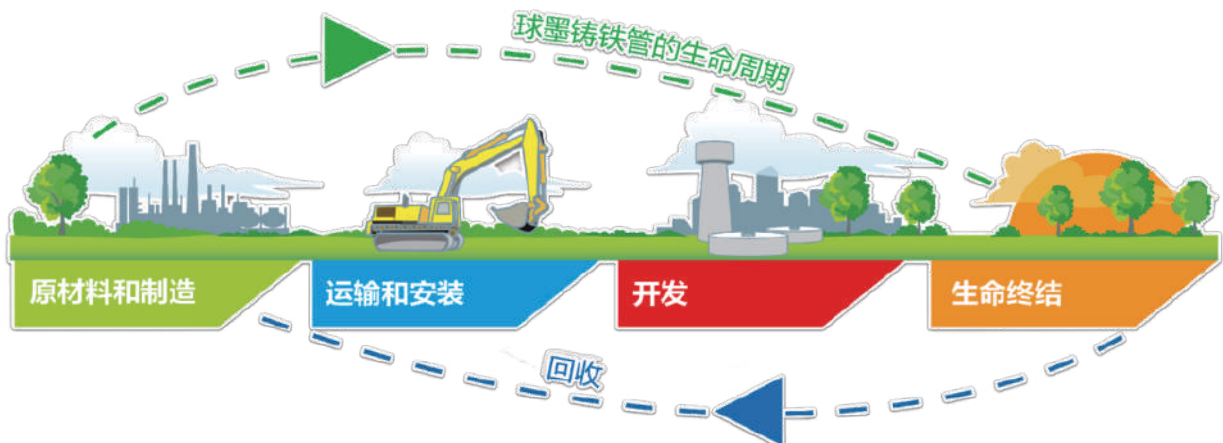 球墨铸铁管的生命周期
原材料和制造
运输和安装
开发
生命终结
回收